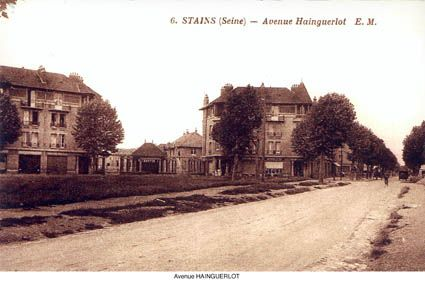 6. STAINS (Seine) — Avenue Hainguerlot E. M.
Avenue HAINGUERLOT